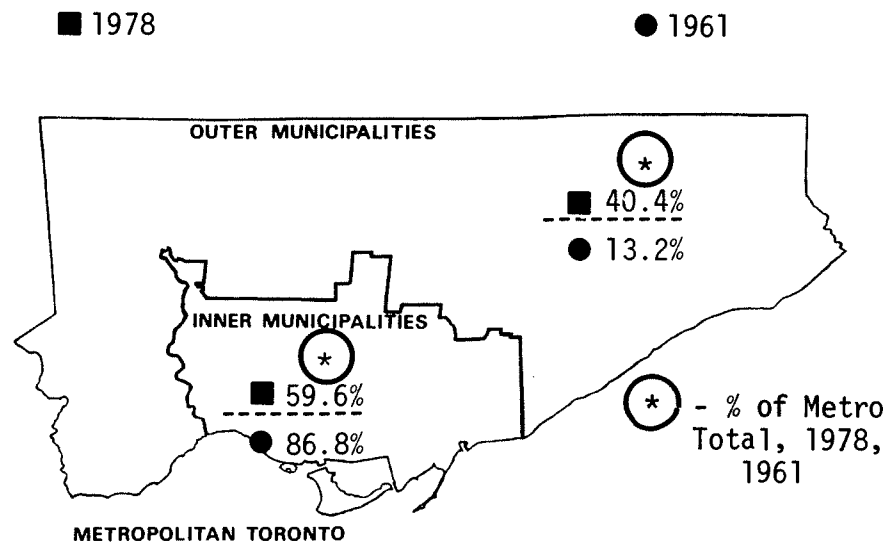 ■ 1978
● 1961
OUTER MUNICIPALITIES
*
■ 40.4%
● 13.2%
INNER MUNICIPALITIES
*
■ 59.6%
● 86.8%
* - % of Metro
Total, 1978,
1961
METROPOLITAN TORONTO